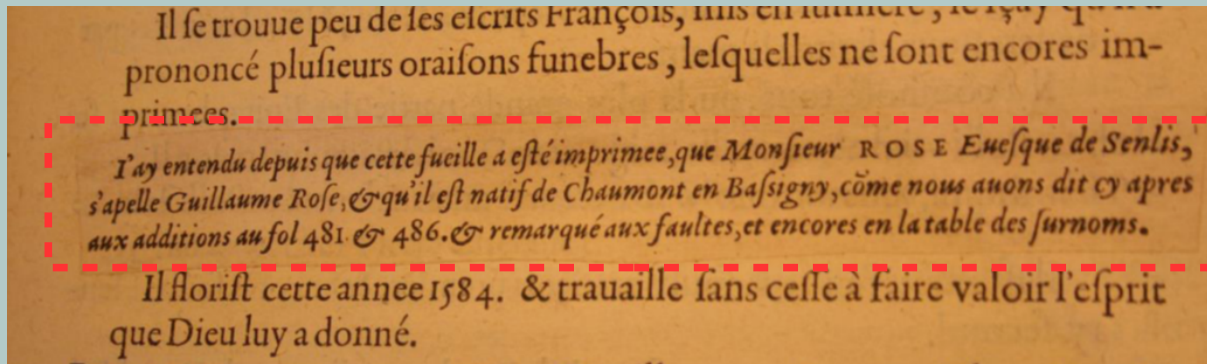 Il ſe trouue peu de ſes eſcrits François, mis en lumiere, ie ſçay qu'il a
prononcé pluſieurs oraiſons funebres, leſquelles ne ſont encores im-
primees.
I'ay entendu depuis que cette fueille a eſté imprimee, que Monſieur ROSE Eueſque de Senlis,
s'apelle Guillaume Roſe, & qu'il eſt natif de Chaumont en Baſsigny, cõme nous auons dit cy apres
aux additions au fol 481. & 486. & remarqué aux faultes, et encores en la table des ſurnoms.
Il floriſt cette annee 1584. & trauaille ſans ceſſe à faire valoir l'eſprit
que Dieu luy a donné.